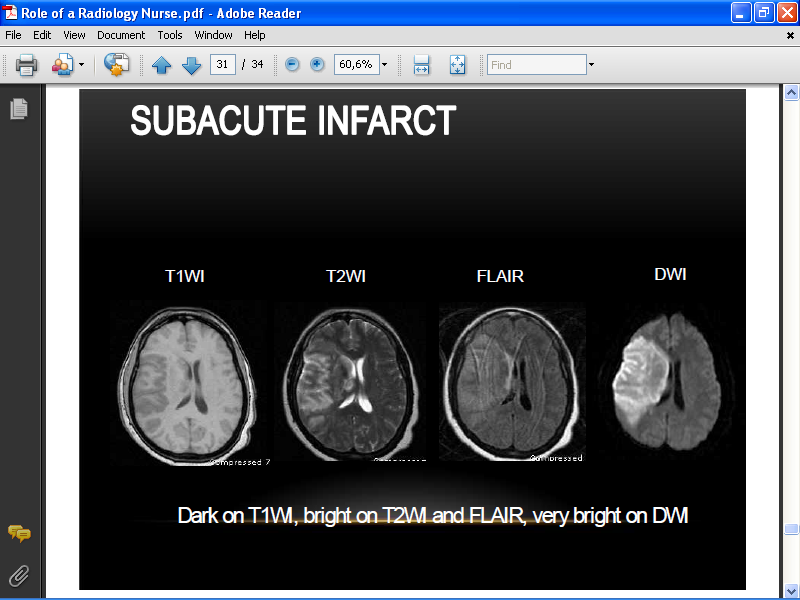 Role of a Radiology Nurse.pdf - Adobe Reader
File Edit View Document Tools Window Help
31 / 34 60,6% Find
SUBACUTE INFARCT
T1WI T2WI FLAIR DWI
Compressed 7
Compressed
Dark on T1WI, bright on T2WI and FLAIR, very bright on DWI